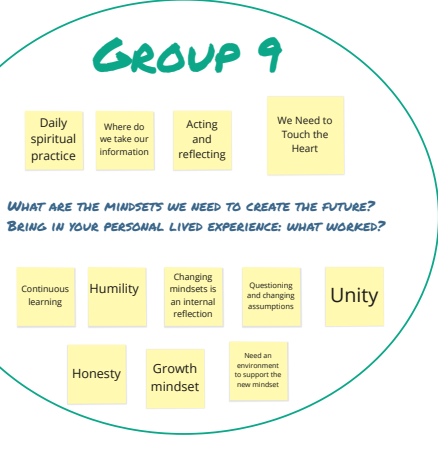 GROUP 9
Daily
spiritual
practice
Where do
we take our
information
Acting
and
reflecting
We Need to
Touch the
Heart
WHAT ARE THE MINDSETS WE NEED TO CREATE THE FUTURE?
BRING IN YOUR PERSONAL LIVED EXPERIENCE: WHAT WORKED?
Continuous
learning
Humility
Changing
mindsets is
an internal
reflection
Questioning
and changing
assumptions
Unity
Honesty
Growth
mindset
Need an
environment
to support the
new mindset